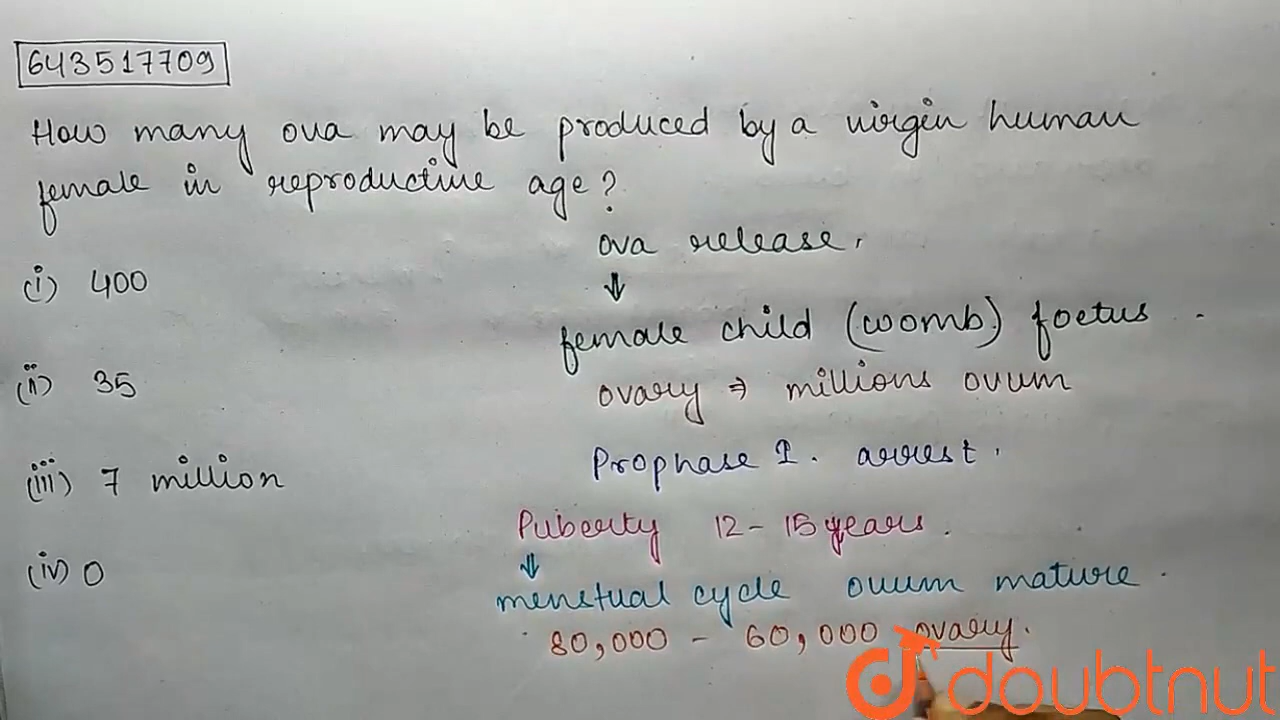 643517709
How many ova may be produced by a virgin human
female in reproductive age?
ova release.
(i) 400
⇓
female child (womb) foetus .
(ii) 35
ovary ⇒ millions ovum
Prophase I. arrest.
(iii) 7 million
Puberty 12 - 15 years.
⇓
(iv) 0
menstual cycle ovum mature.
80,000 - 60,000 ovary.
doubtnut